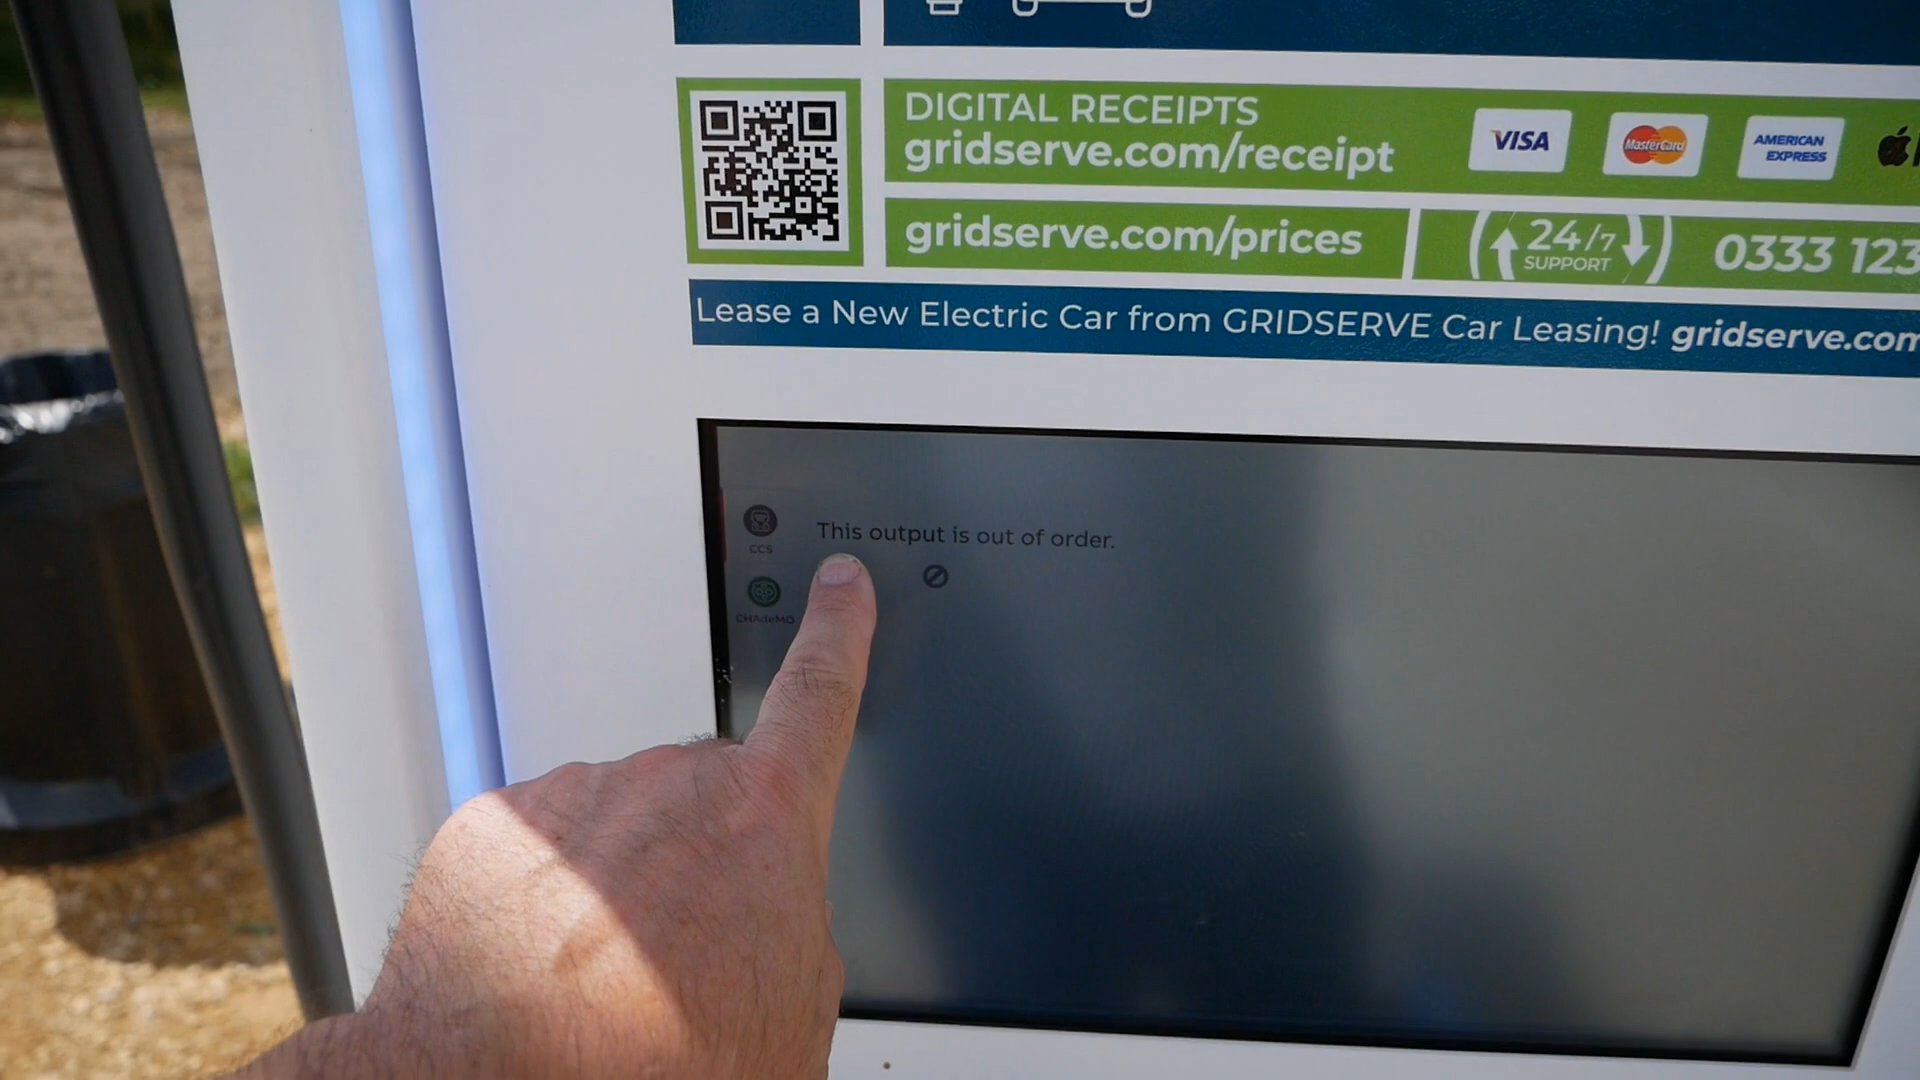 DIGITAL RECEIPTS
gridserve.com/receipt
VISA
MasterCard
AMERICAN EXPRESS
gridserve.com/prices
24/7
SUPPORT
0333 123
Lease a New Electric Car from GRIDSERVE Car Leasing! gridserve.com
This output is out of order.
CCS
CHAdeMO